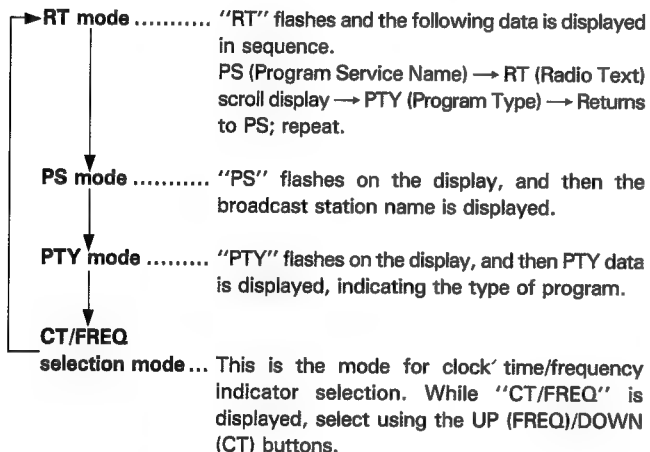 RT mode ........... “RT” flashes and the following data is displayed
in sequence.
PS (Program Service Name) → RT (Radio Text)
scroll display → PTY (Program Type) → Returns
to PS; repeat.
PS mode ........... “PS” flashes on the display, and then the
broadcast station name is displayed.
PTY mode ......... “PTY” flashes on the display, and then PTY data
is displayed, indicating the type of program.
CT/FREQ
selection mode ... This is the mode for clock time/frequency
indicator selection. While “CT/FREQ” is
displayed, select using the UP (FREQ)/DOWN
(CT) buttons.